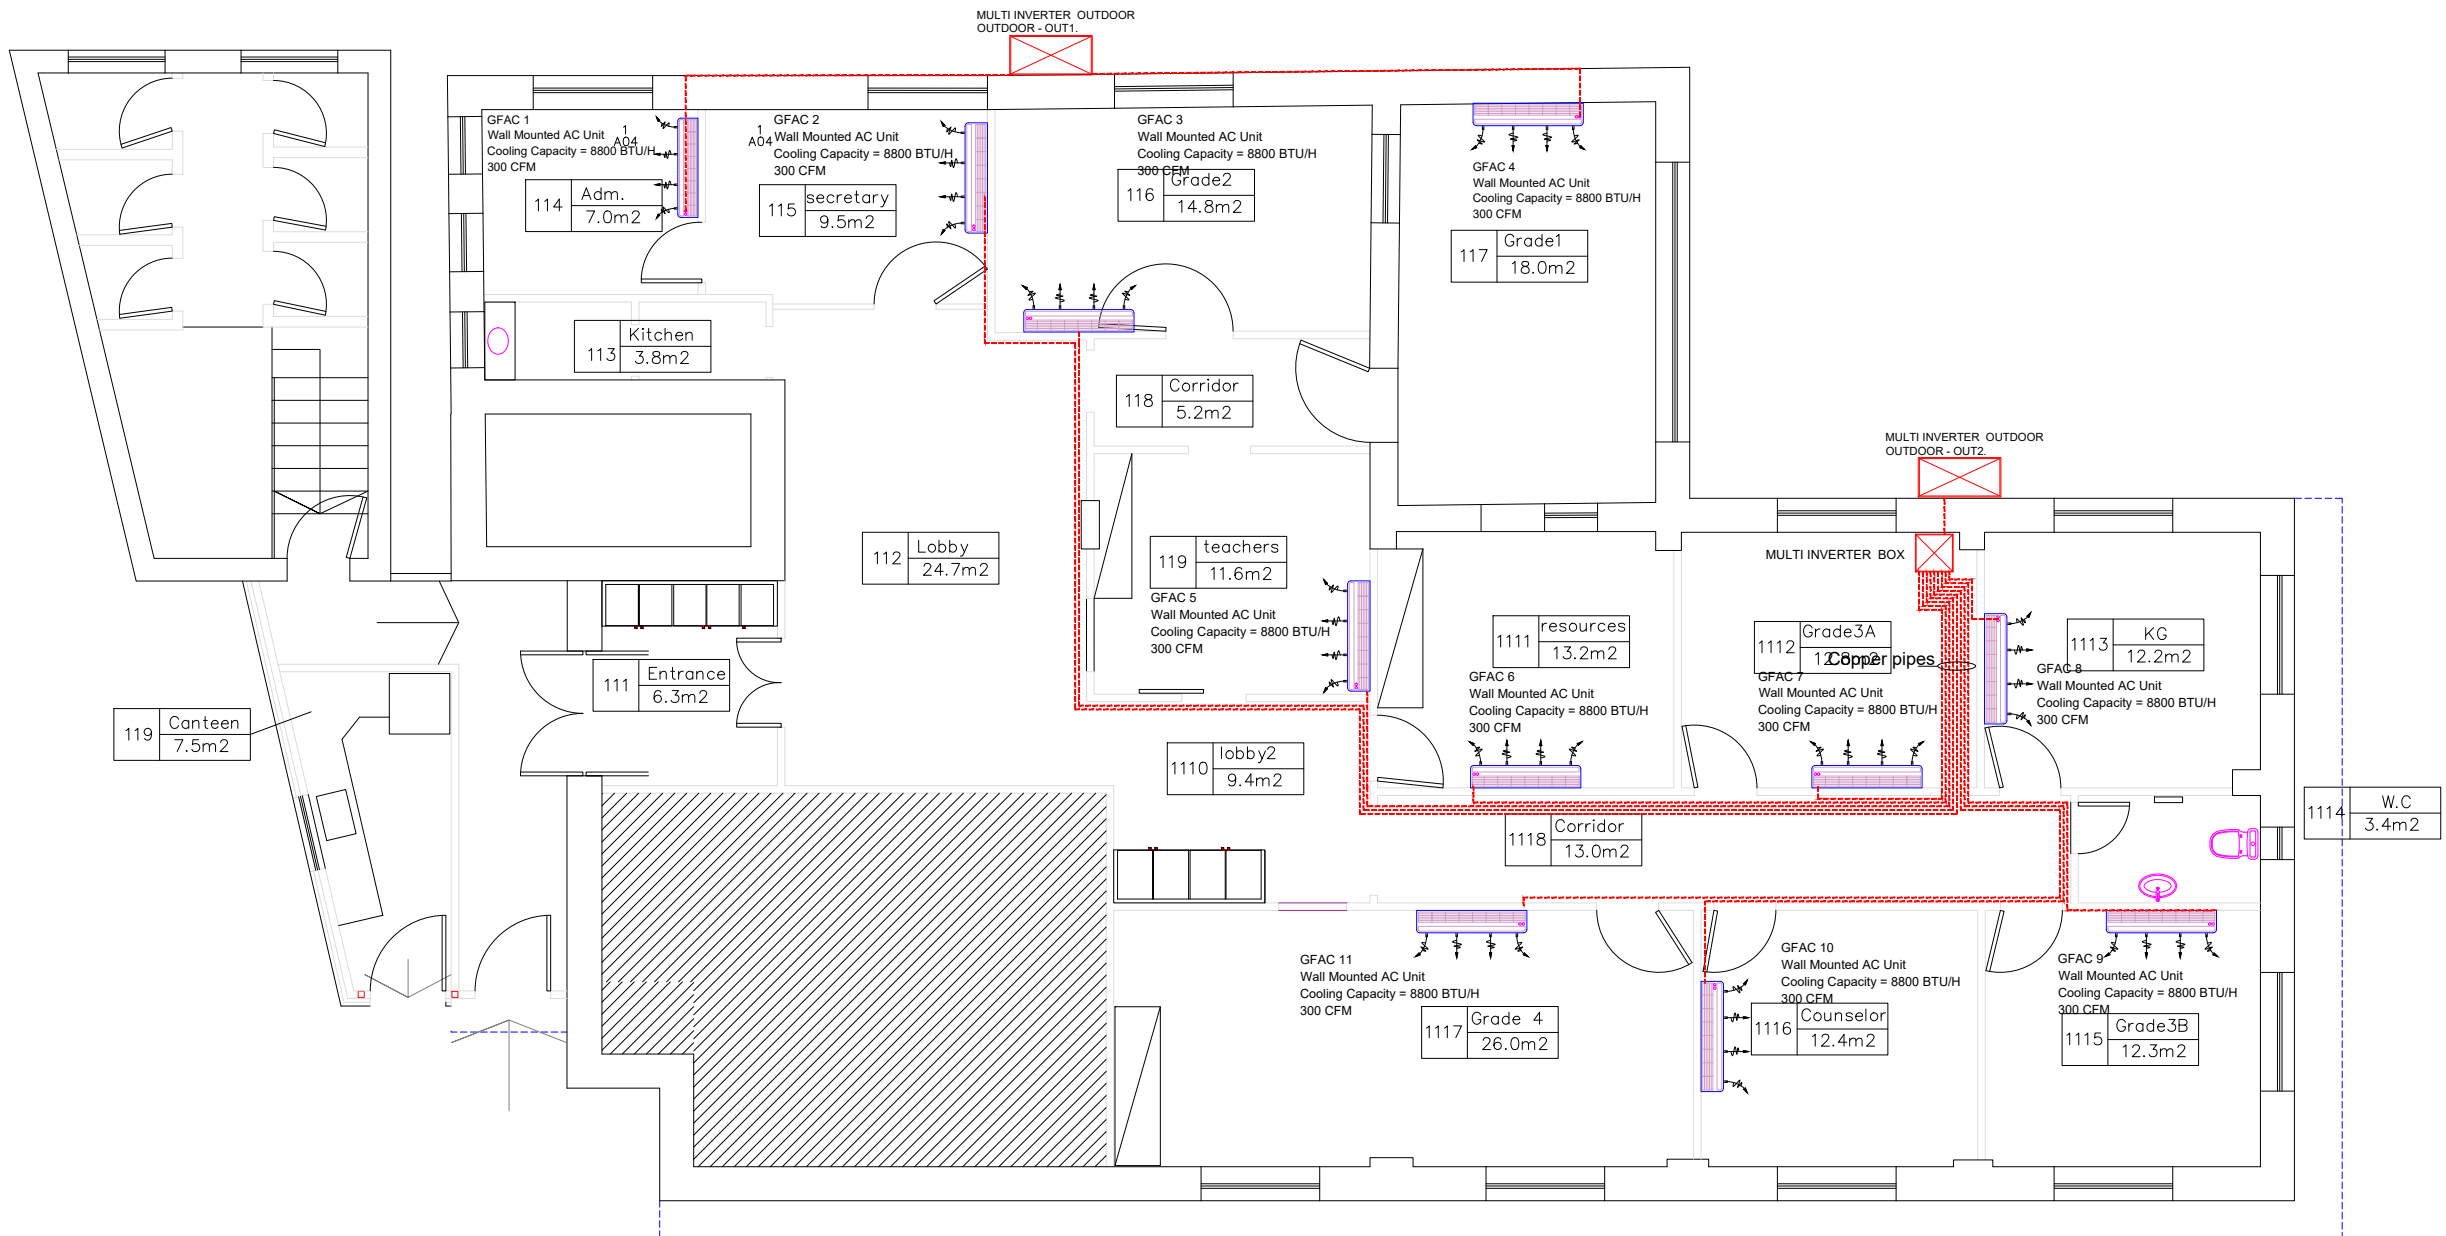 MULTI INVERTER OUTDOOR
OUTDOOR - OUT1.
GFAC 1
Wall Mounted AC Unit
Cooling Capacity = 8800 BTU/H
300 CFM
1
A04
114
Adm.
7.0m2
1
A04
GFAC 2
Wall Mounted AC Unit
Cooling Capacity = 8800 BTU/H
300 CFM
115
secretary
9.5m2
GFAC 3
Wall Mounted AC Unit
Cooling Capacity = 8800 BTU/H
300 CFM
116
Grade2
14.8m2
GFAC 4
Wall Mounted AC Unit
Cooling Capacity = 8800 BTU/H
300 CFM
117
Grade1
18.0m2
113
Kitchen
3.8m2
118
Corridor
5.2m2
MULTI INVERTER OUTDOOR
OUTDOOR - OUT2.
112
Lobby
24.7m2
119
teachers
11.6m2
GFAC 5
Wall Mounted AC Unit
Cooling Capacity = 8800 BTU/H
300 CFM
MULTI INVERTER BOX
1111
resources
13.2m2
GFAC 6
Wall Mounted AC Unit
Cooling Capacity = 8800 BTU/H
300 CFM
1112
Grade3A
Copper pipes
GFAC 7
Wall Mounted AC Unit
Cooling Capacity = 8800 BTU/H
300 CFM
1113
KG
12.2m2
GFAC 8
Wall Mounted AC Unit
Cooling Capacity = 8800 BTU/H
300 CFM
111
Entrance
6.3m2
119
Canteen
7.5m2
1110
lobby2
9.4m2
1118
Corridor
13.0m2
1114
W.C
3.4m2
GFAC 11
Wall Mounted AC Unit
Cooling Capacity = 8800 BTU/H
300 CFM
1117
Grade 4
26.0m2
GFAC 10
Wall Mounted AC Unit
Cooling Capacity = 8800 BTU/H
300 CFM
1116
Counselor
12.4m2
GFAC 9
Wall Mounted AC Unit
Cooling Capacity = 8800 BTU/H
300 CFM
1115
Grade3B
12.3m2